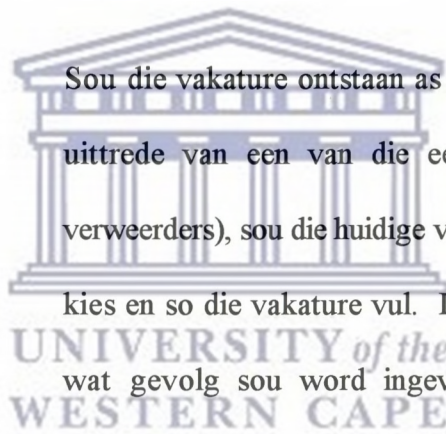 Sou die vakature ontstaan as
uittrede van een van die
verweerders), sou die huidige
kies en so die vakature vul.
UNIVERSITY of the
wat gevolg sou word
WESTERN CAPE